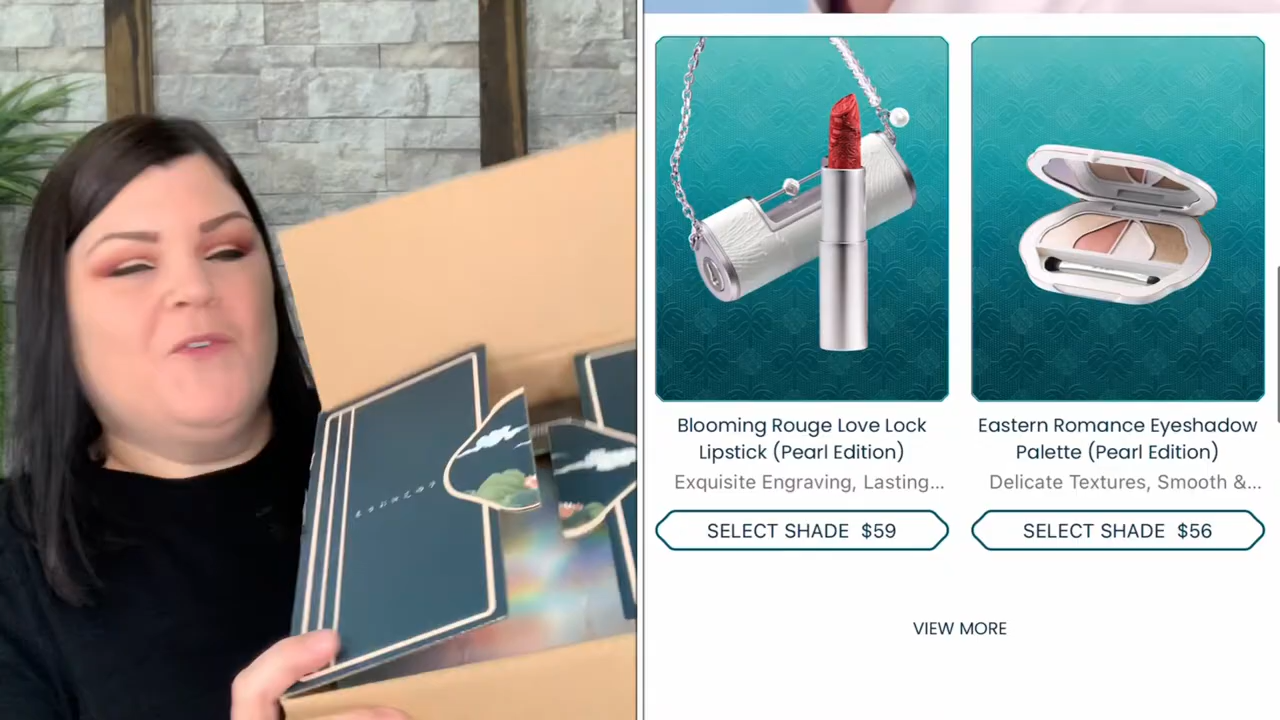 Blooming Rouge Love Lock
Lipstick (Pearl Edition)
Exquisite Engraving, Lasting...
SELECT SHADE $59
Eastern Romance Eyeshadow
Palette (Pearl Edition)
Delicate Textures, Smooth &...
SELECT SHADE $56
VIEW MORE